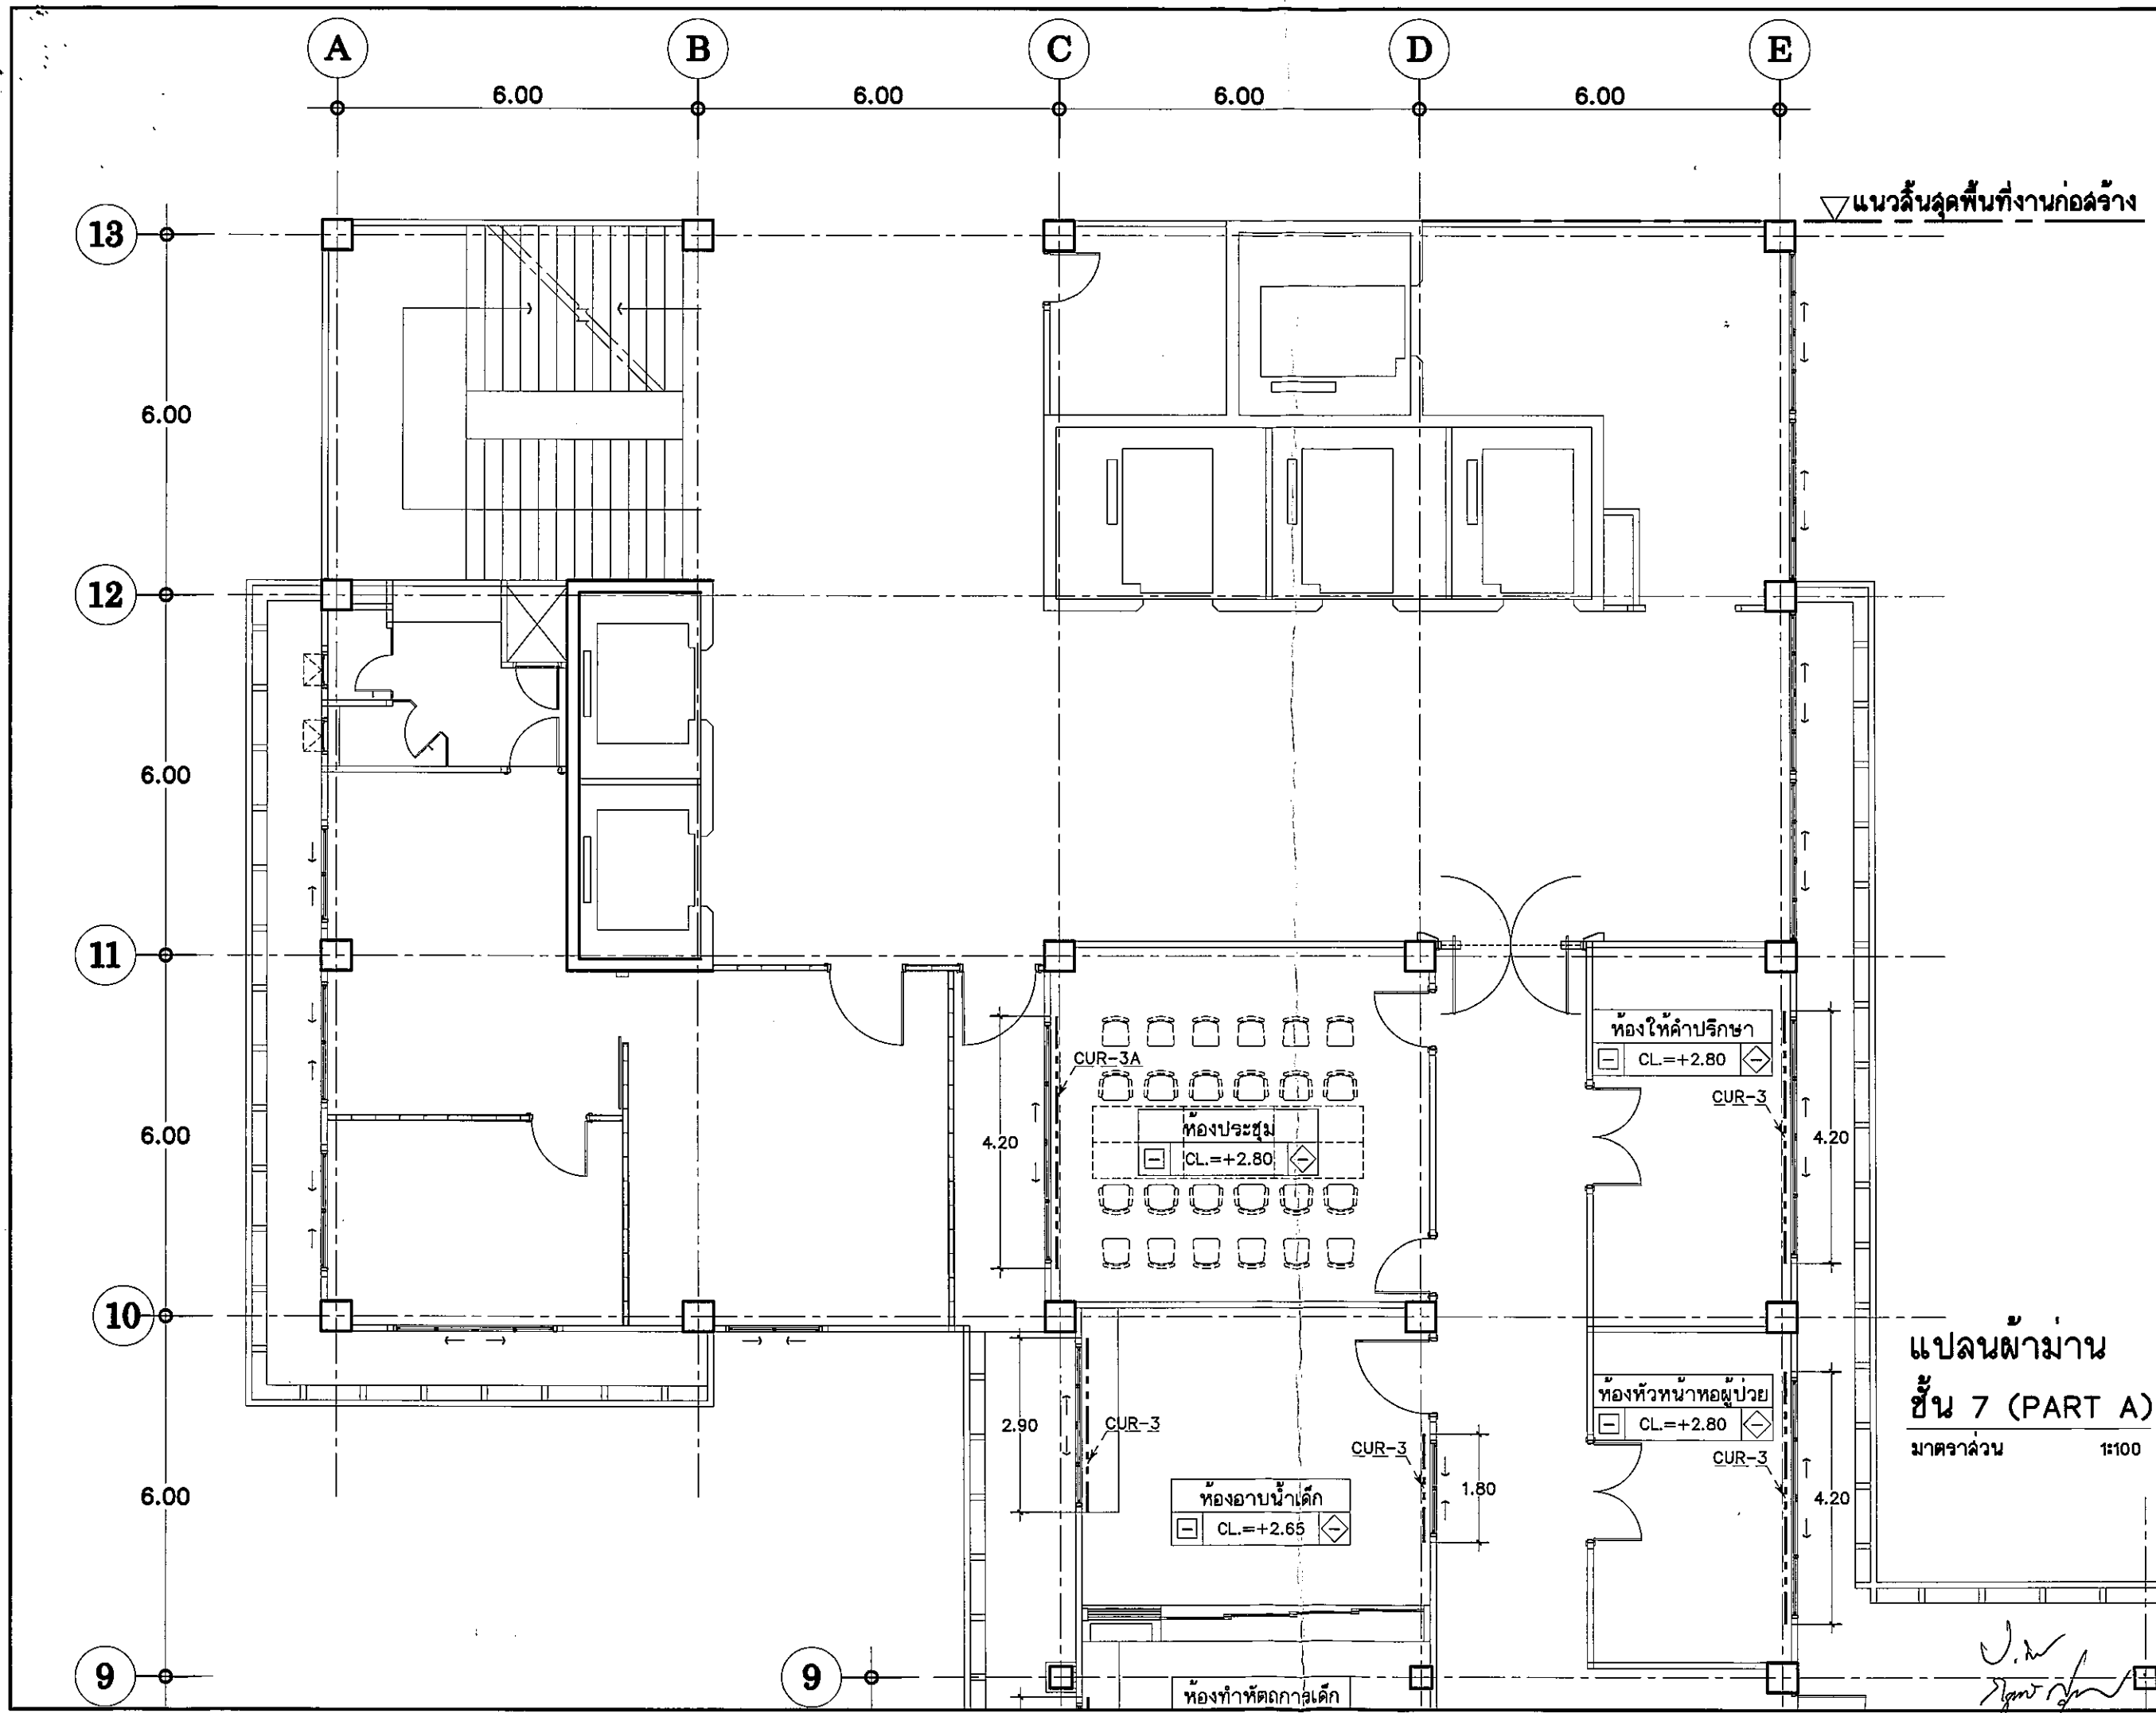 A
B
C
D
E
6.00
6.00
6.00
6.00
แนวสิ้นสุดพื้นที่งานก่อสร้าง
13
6.00
12
6.00
11
ห้องให้คำปรึกษา
CL.=+2.80
CUR-3A
CUR-3
6.00
4.20
ห้องประชุม
CL.=+2.80
4.20
10
แปลนผ้าม่าน
ชั้น 7 (PART A)
มาตราส่วน 1:100
ห้องหัวหน้าหอผู้ป่วย
CL.=+2.80
2.90
CUR-3
CUR-3
CUR-3
6.00
ห้องอาบน้ำเด็ก
CL.=+2.65
1.80
4.20
9
9
ห้องทำหัตถการเด็ก